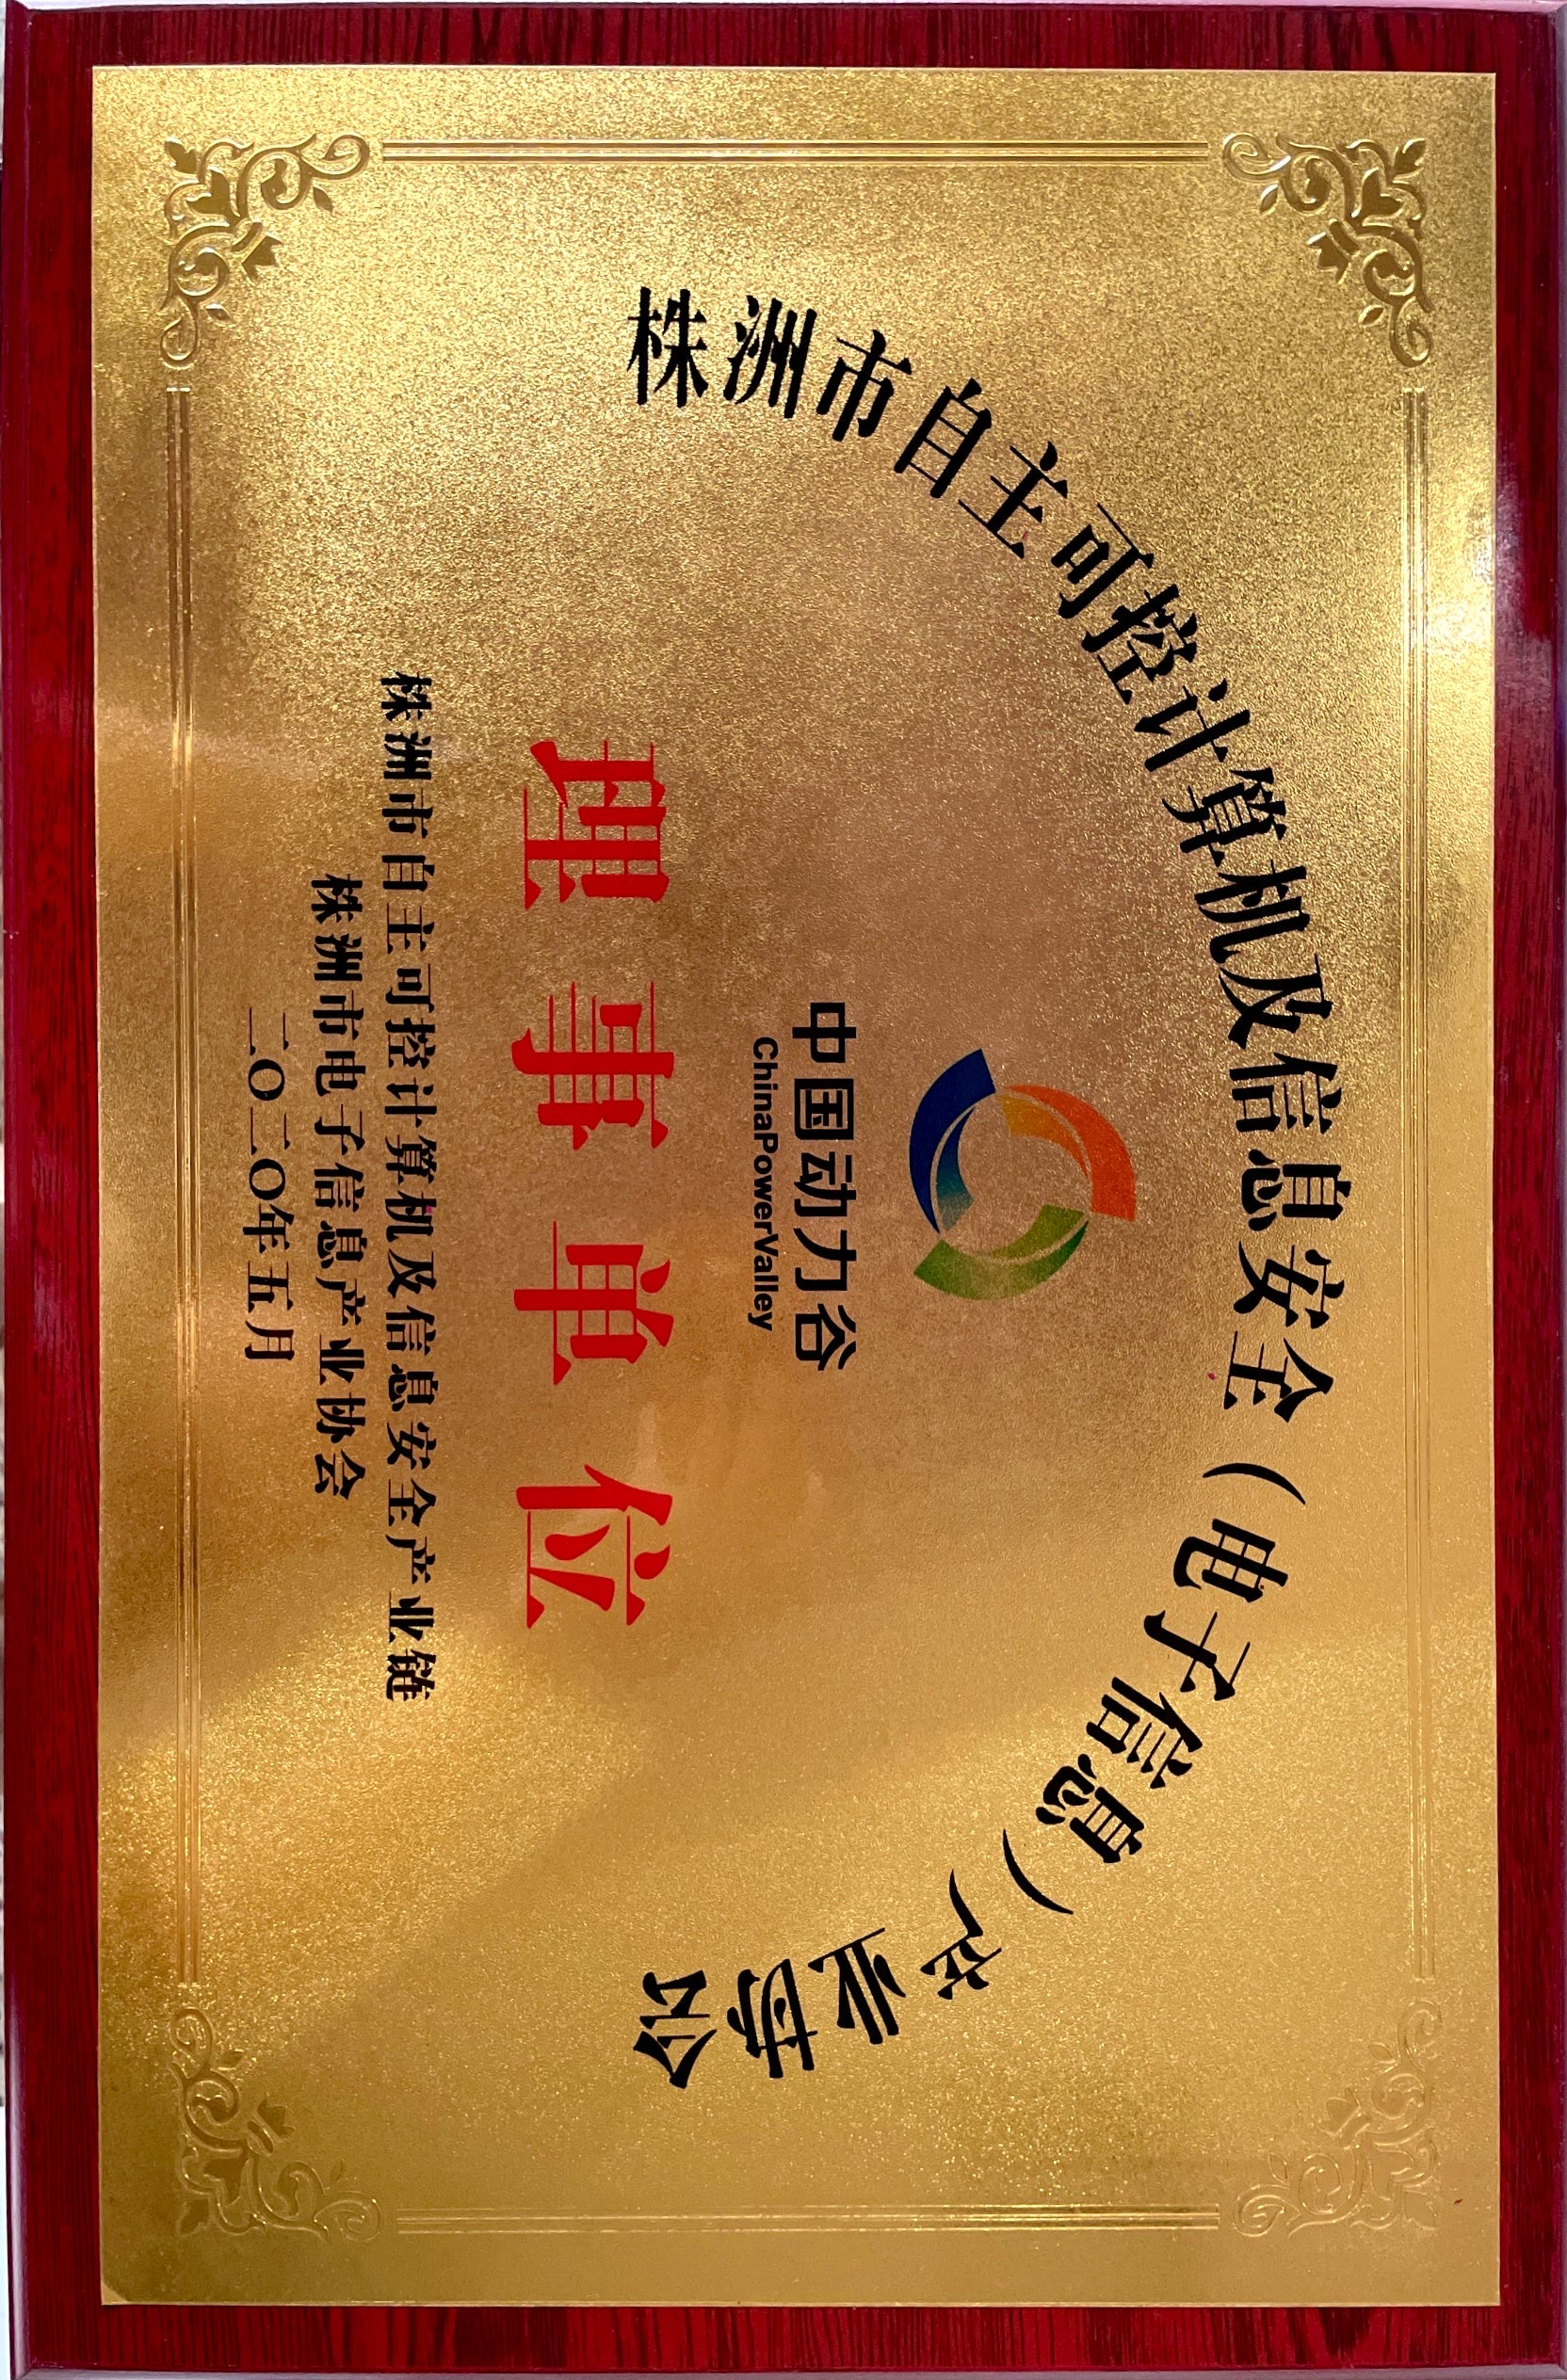 株洲市自主可控计算机及信息安全（电子信息）产业协会
中国动力谷
ChinaPowerValley
理事单位
株洲市自主可控计算机及信息安全产业链
株洲市电子信息产业协会
二〇二〇年五月